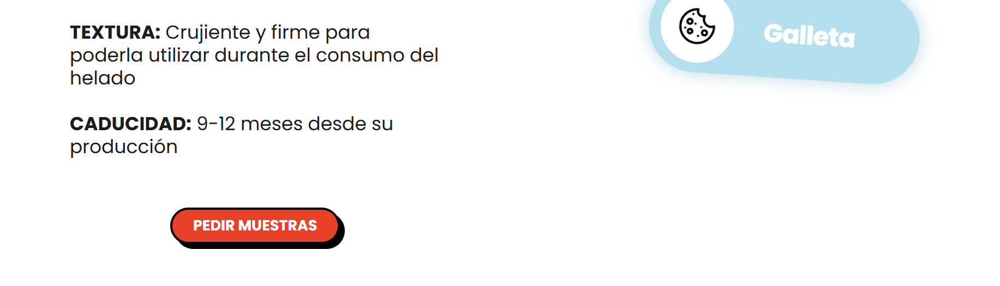 TEXTURA: Crujiente y firme para
poderla utilizar durante el consumo del
helado
CADUCIDAD: 9-12 meses desde su
producción
PEDIR MUESTRAS
Galleta